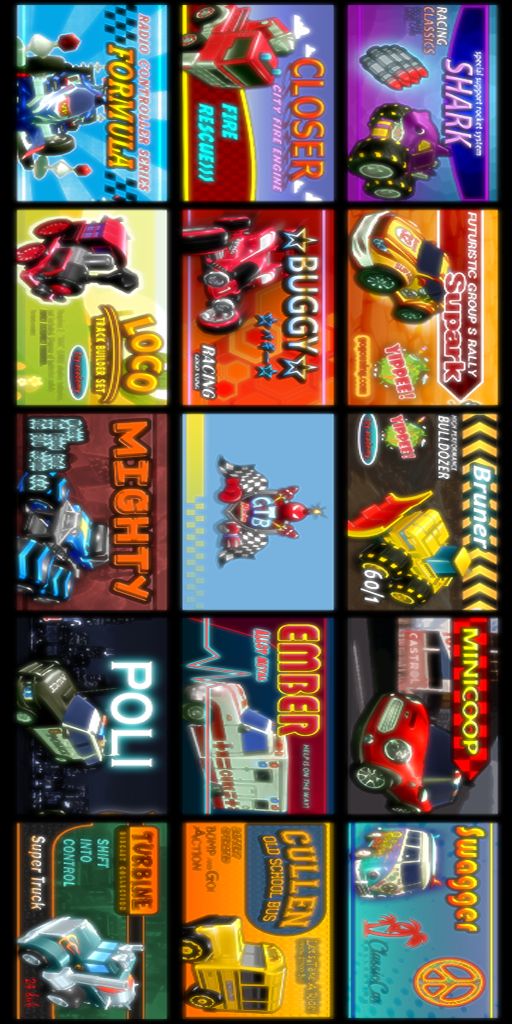 RACING
CLASSICS
special support rocket system
SHARK
FUTURISTIC GROUP S RALLY
Supark
YIPPEE!
HIGH PERFORMANCE
BULLDOZER
Bruner
YIPPEE!
60/1
MINICOOP
CASTROL
Swagger
ClassicCar
CLOSER
CITY FIRE ENGINE
FIRE
RESCUE!!!
BUGGY
RACING
GTB
EMBER
HELP IS ON THE WAY!
CULLEN
OLD SCHOOL BUS
BUMP AND GO!
ACTION
RADIO CONTROLLER SERIES
FORMULA
LOCO
TRACK BUILDER SET
MIGHTY
POLI
TURBINE
SHIFT
INTO
CONTROL
Super Truck